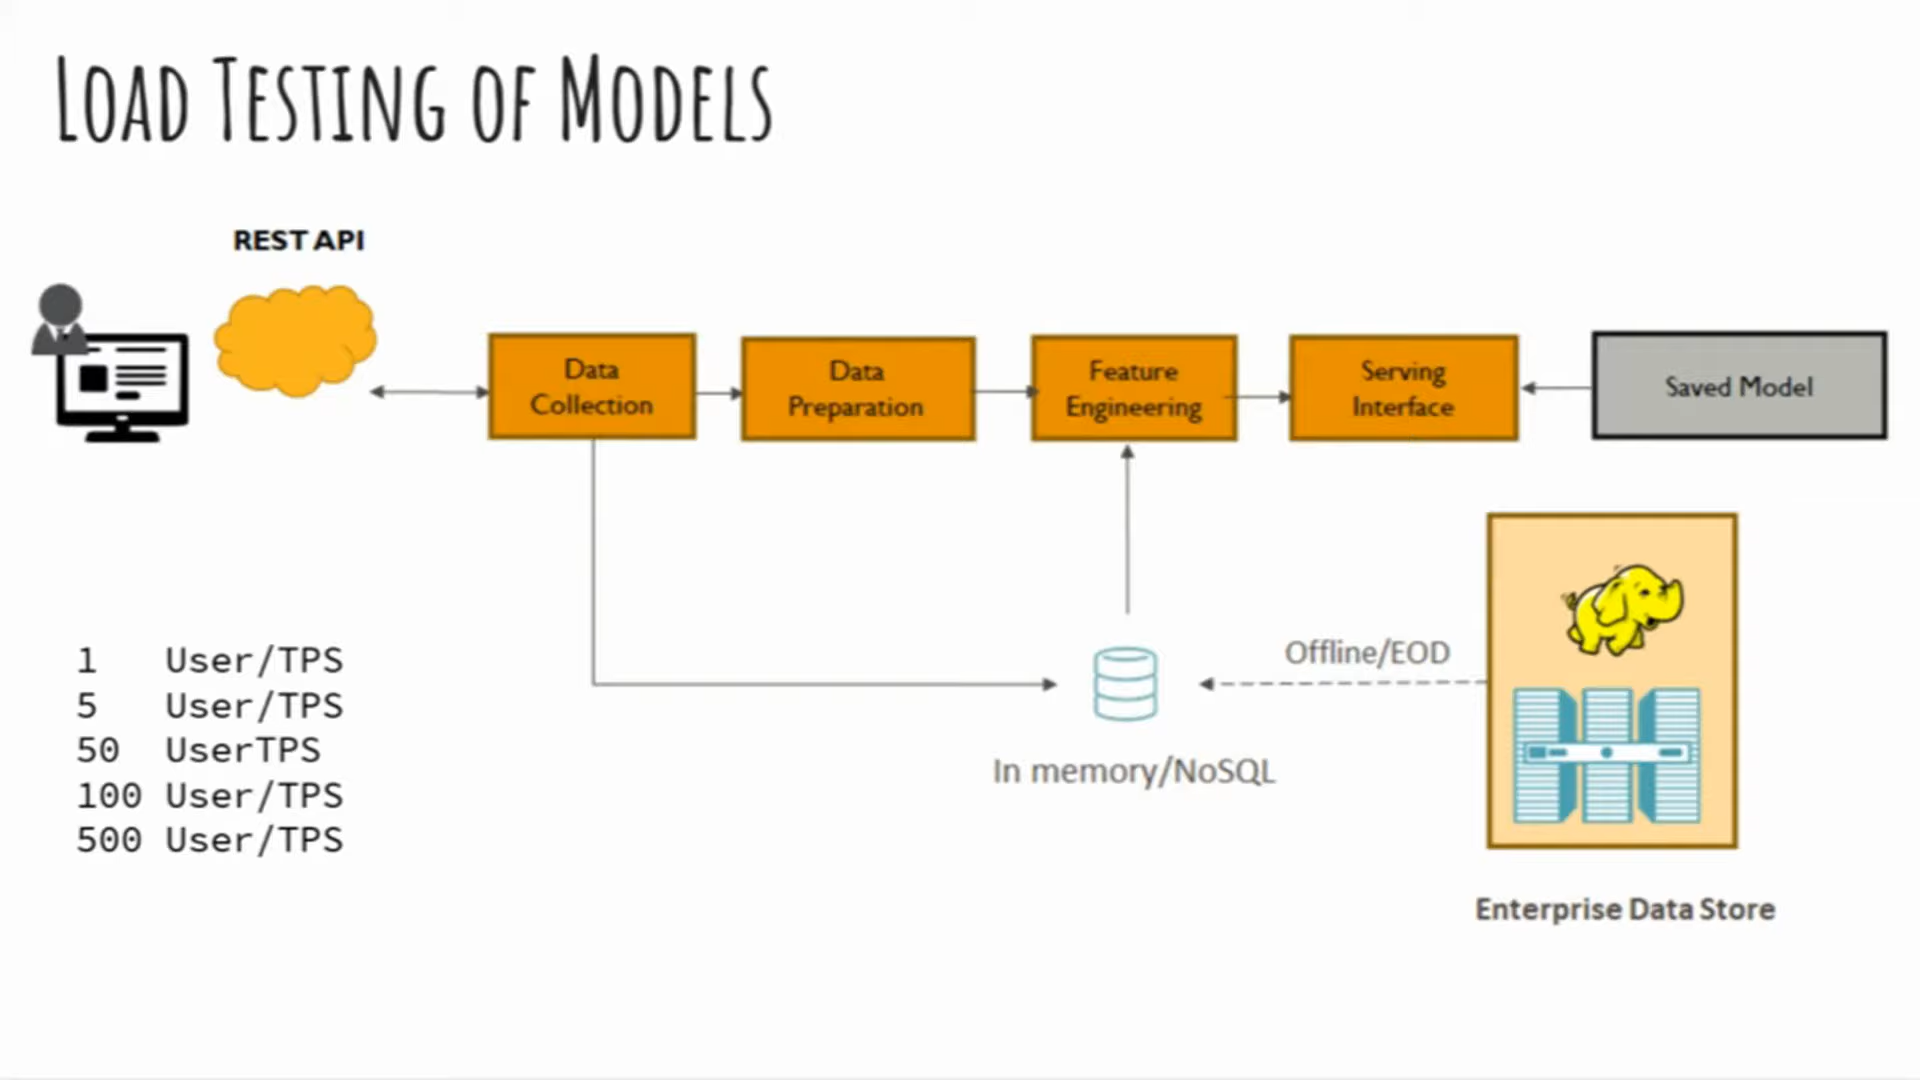 LOAD TESTING OF MODELS
REST API
Data
Collection
Data
Preparation
Feature
Engineering
Serving
Interface
Saved Model
1 User/TPS
5 User/TPS
50 UserTPS
100 User/TPS
500 User/TPS
Offline/EOD
In memory/NoSQL
Enterprise Data Store